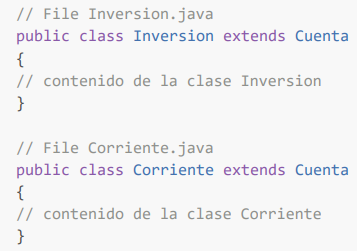 // File Inversion.java
public class Inversion extends Cuenta
{
// contenido de la clase Inversion
}
// File Corriente.java
public class Corriente extends Cuenta
{
// contenido de la clase Corriente
}